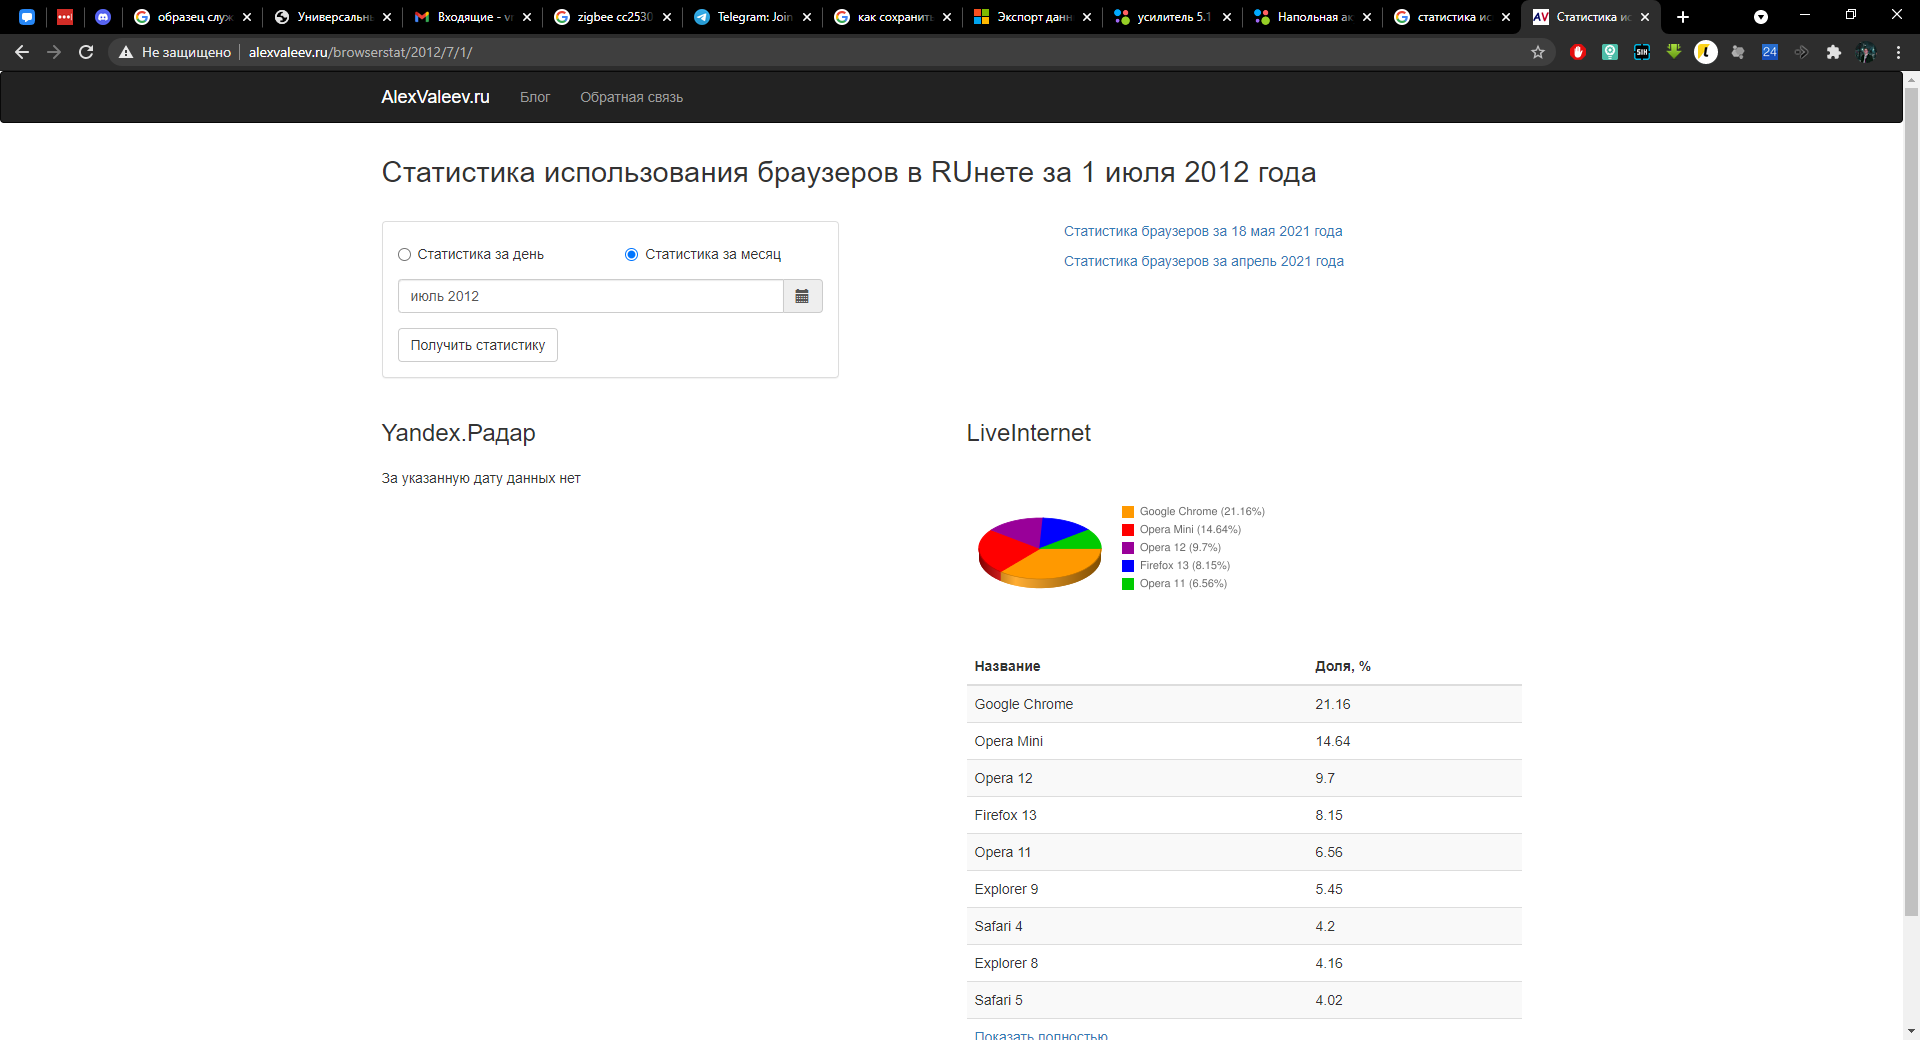 образец служ
Универсальнь
Входящие - vr
zigbee cc2530
Telegram: Join
как сохранить
Экспорт данн
усилитель 5.1
Напольная ак
статистика ис
AV Статистика ис
Не защищено alexvaleev.ru/browserstat/2012/7/1/
24
AlexValeev.ru Блог Обратная связь
Статистика использования браузеров в RUнете за 1 июля 2012 года
Статистика за день Статистика за месяц
июль 2012
Получить статистику
Статистика браузеров за 18 мая 2021 года
Статистика браузеров за апрель 2021 года
Yandex.Радар
За указанную дату данных нет
LiveInternet
Google Chrome (21.16%)
Opera Mini (14.64%)
Opera 12 (9.7%)
Firefox 13 (8.15%)
Opera 11 (6.56%)
Название Доля, %
Google Chrome 21.16
Opera Mini 14.64
Opera 12 9.7
Firefox 13 8.15
Opera 11 6.56
Explorer 9 5.45
Safari 4 4.2
Explorer 8 4.16
Safari 5 4.02
Показать полностью